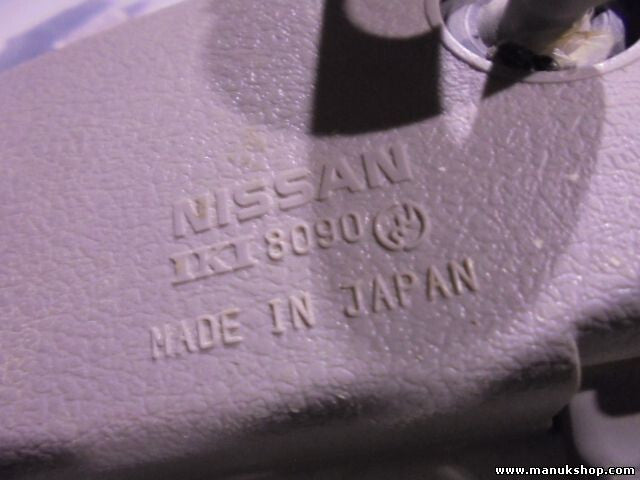 NISSAN
IKI 8090
MADE IN JAPAN
www.manukshop.com